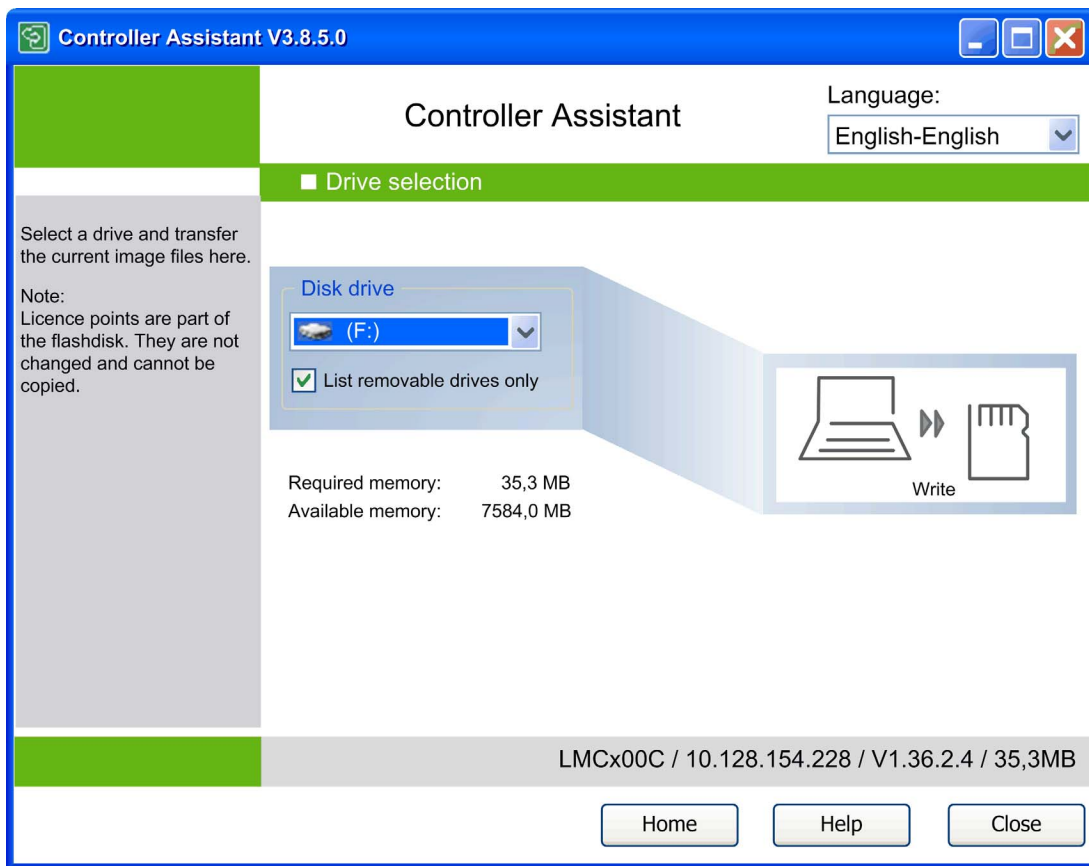 Controller Assistant V3.8.5.0
Controller Assistant
Language:
English-English
Drive selection
Select a drive and transfer
the current image files here.
Note:
Licence points are part of
the flashdisk. They are not
changed and cannot be
copied.
Disk drive
(F:)
List removable drives only
Required memory: 35,3 MB
Available memory: 7584,0 MB
Write
LMCx00C / 10.128.154.228 / V1.36.2.4 / 35,3MB
Home Help Close